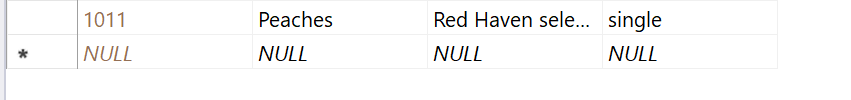 1011 Peaches Red Haven sele... single
* NULL NULL NULL NULL